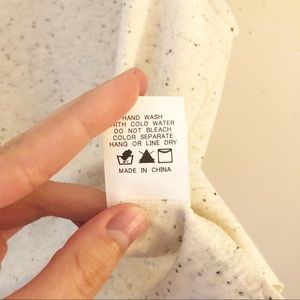 HAND WASH
WITH COLD WATER
DO NOT BLEACH
COLOR SEPARATE
HANG OR LINE DRY
MADE IN CHINA